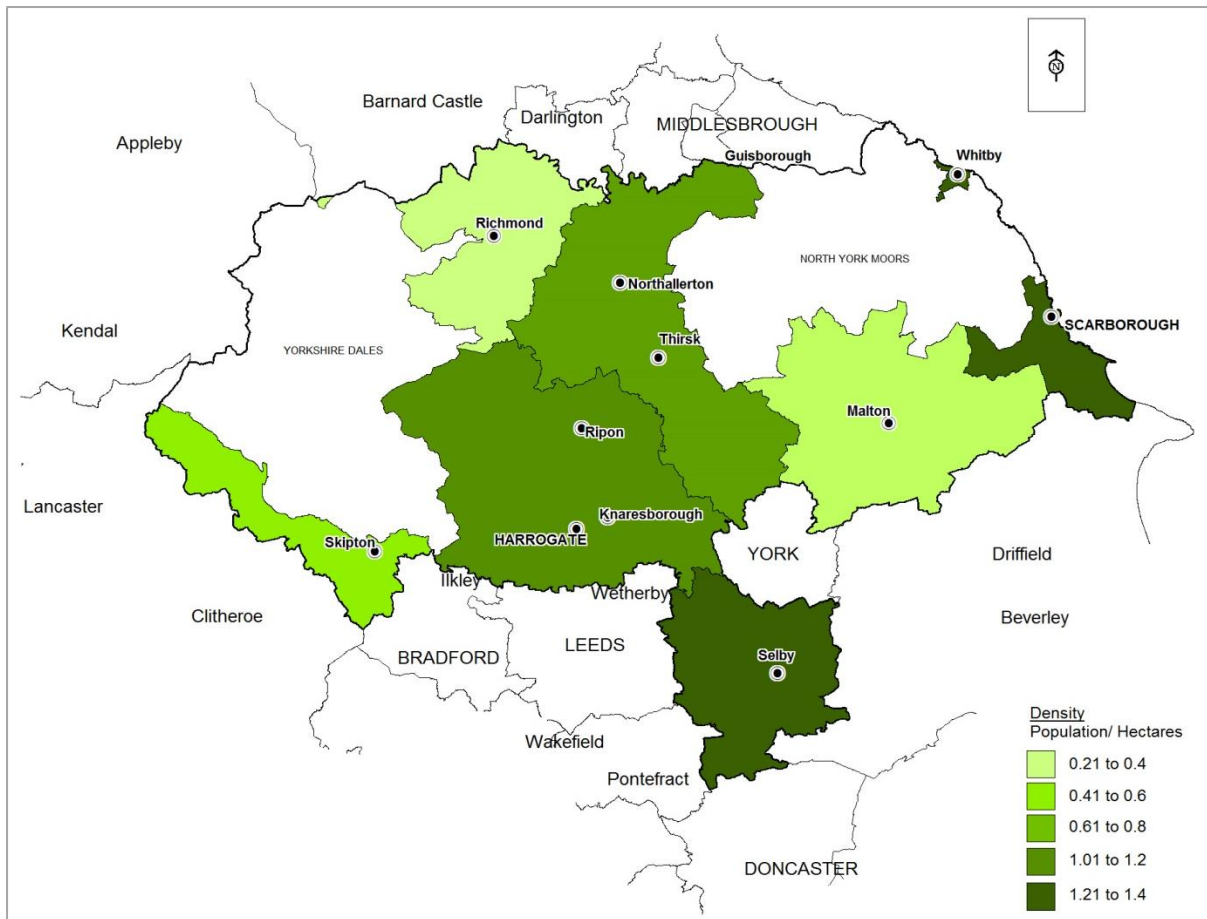 N
Barnard Castle
Darlington
MIDDLESBROUGH
Appleby
Guisborough
Whitby
Richmond
NORTH YORK MOORS
Northallerton
Kendal
SCARBOROUGH
YORKSHIRE DALES
Thirsk
Malton
Ripon
Lancaster
Knaresborough
HARROGATE
Skipton
YORK
Driffield
Ilkley
Wetherby
Clitheroe
Beverley
LEEDS
BRADFORD
Selby
Wakefield
Pontefract
DONCASTER
Density
Population/ Hectares
0.21 to 0.4
0.41 to 0.6
0.61 to 0.8
1.01 to 1.2
1.21 to 1.4